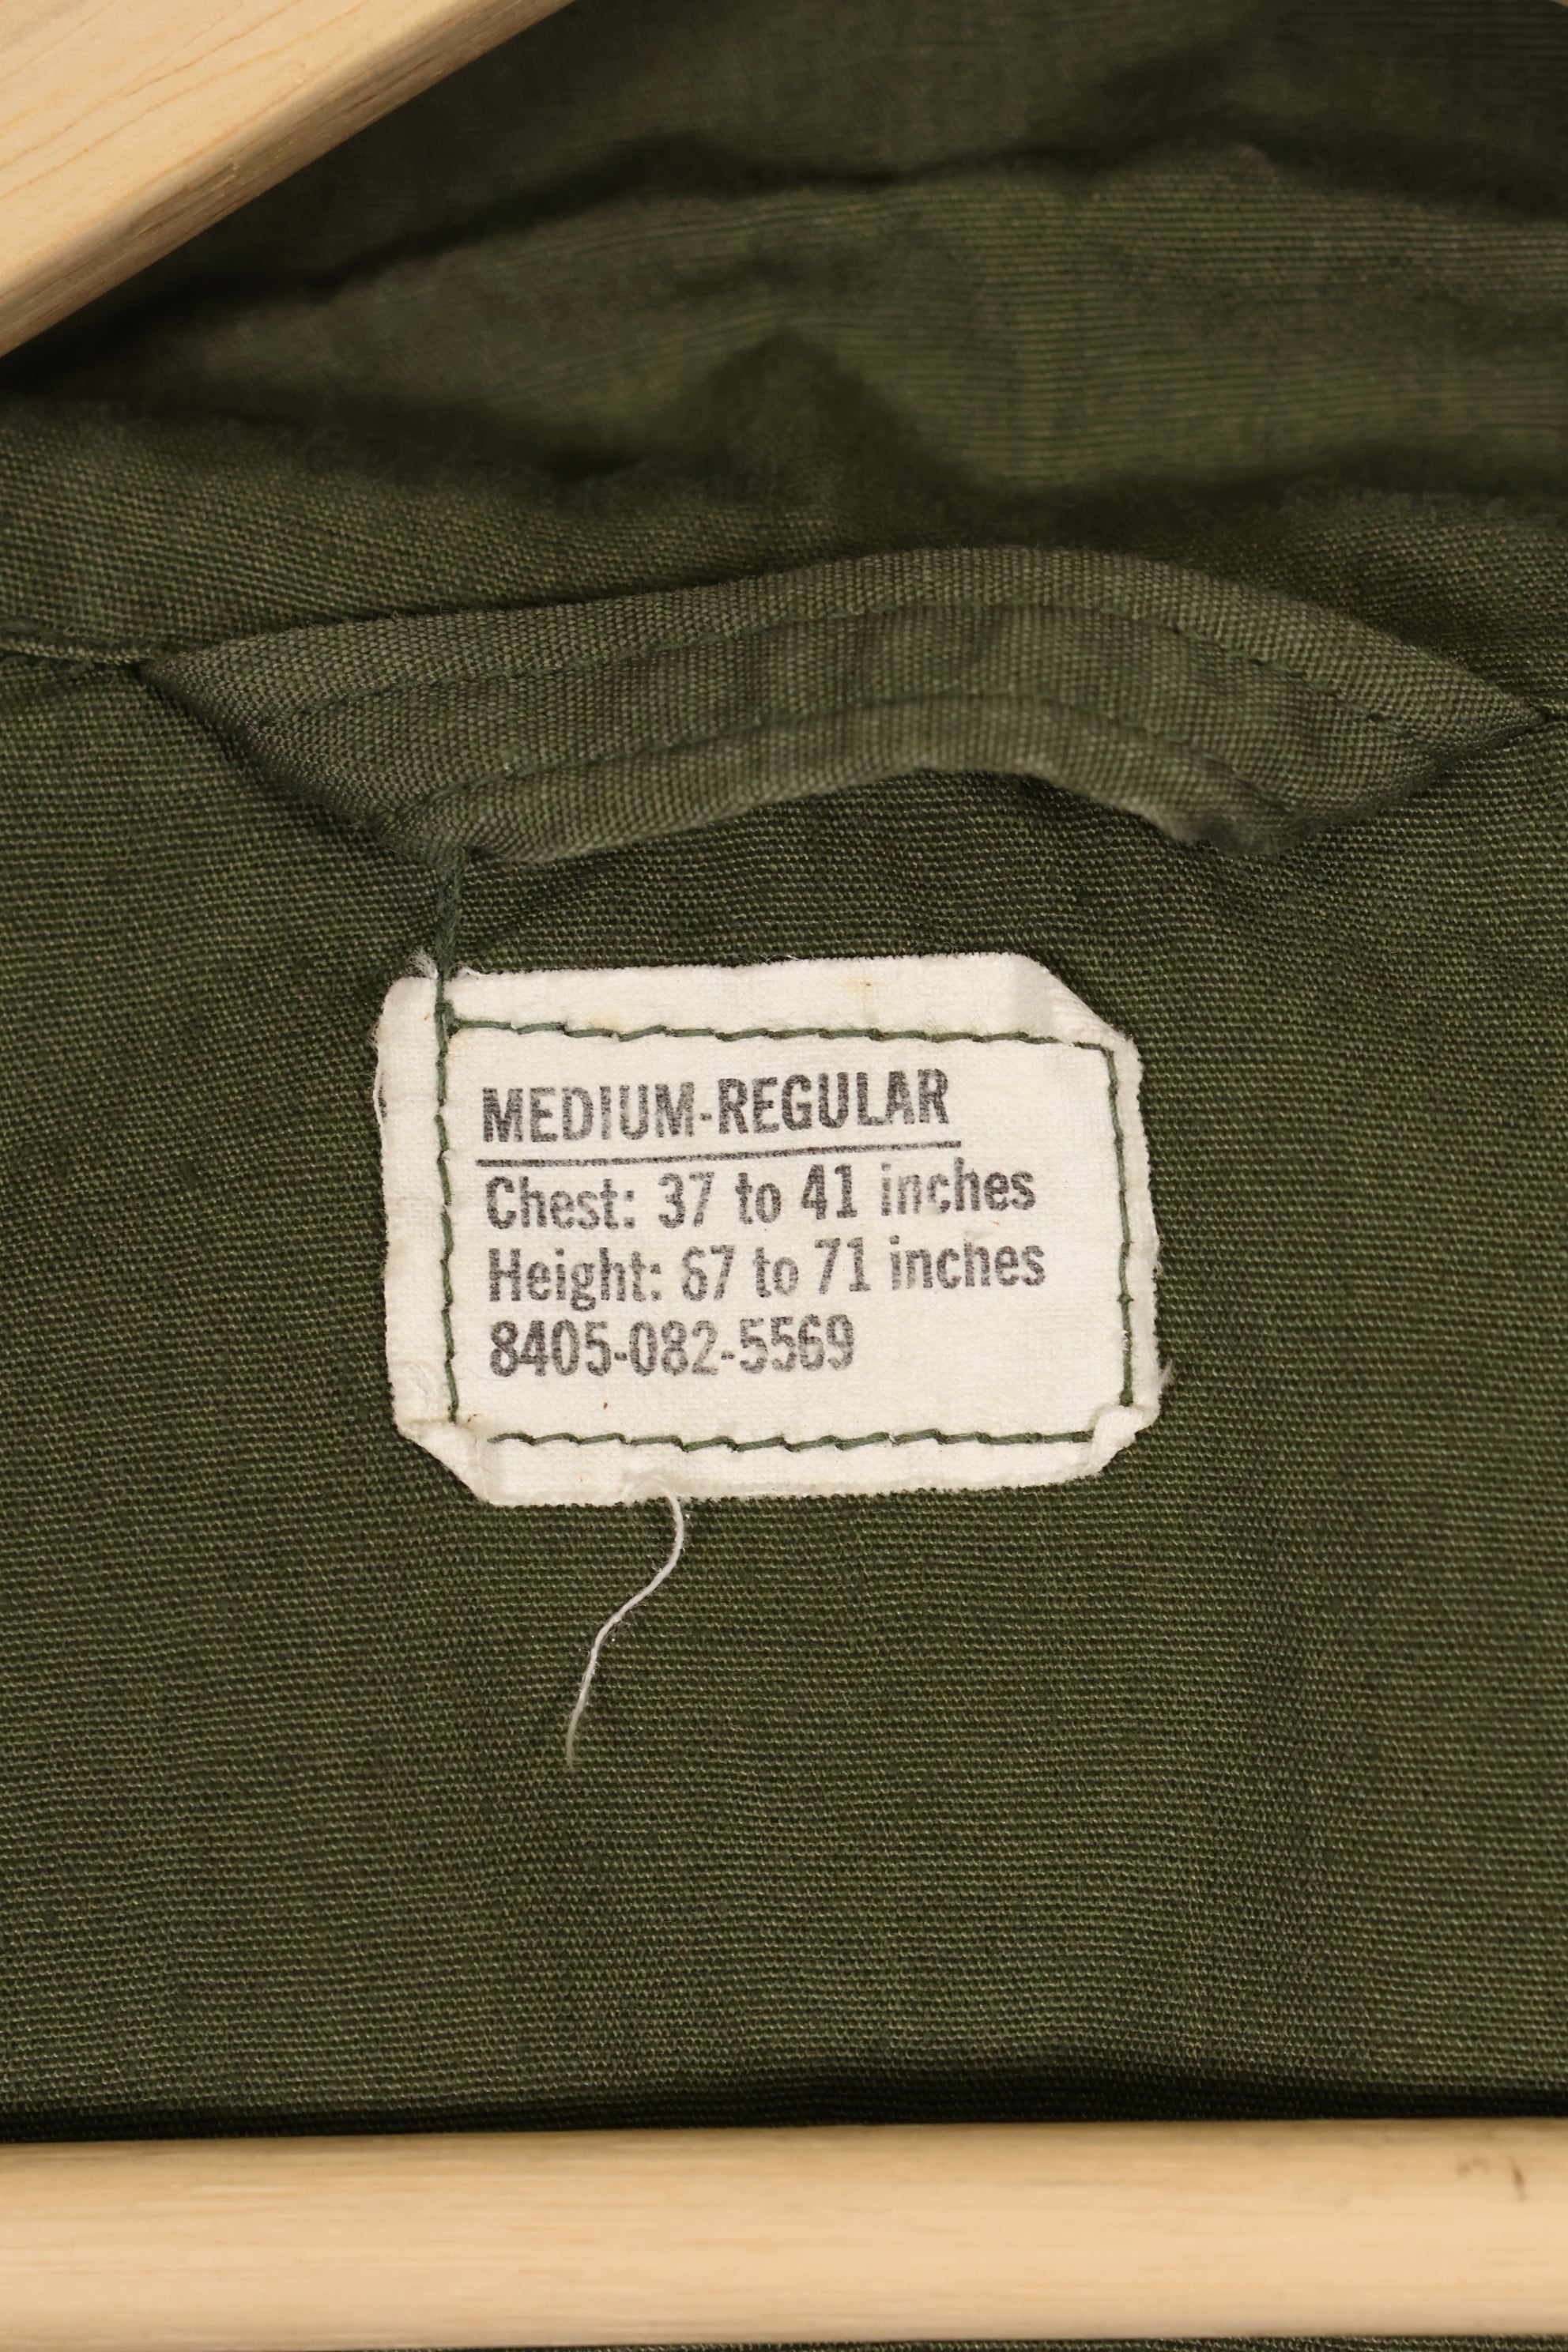 MEDIUM-REGULAR
Chest: 37 to 41 inches
Height: 67 to 71 inches
8405-082-5569